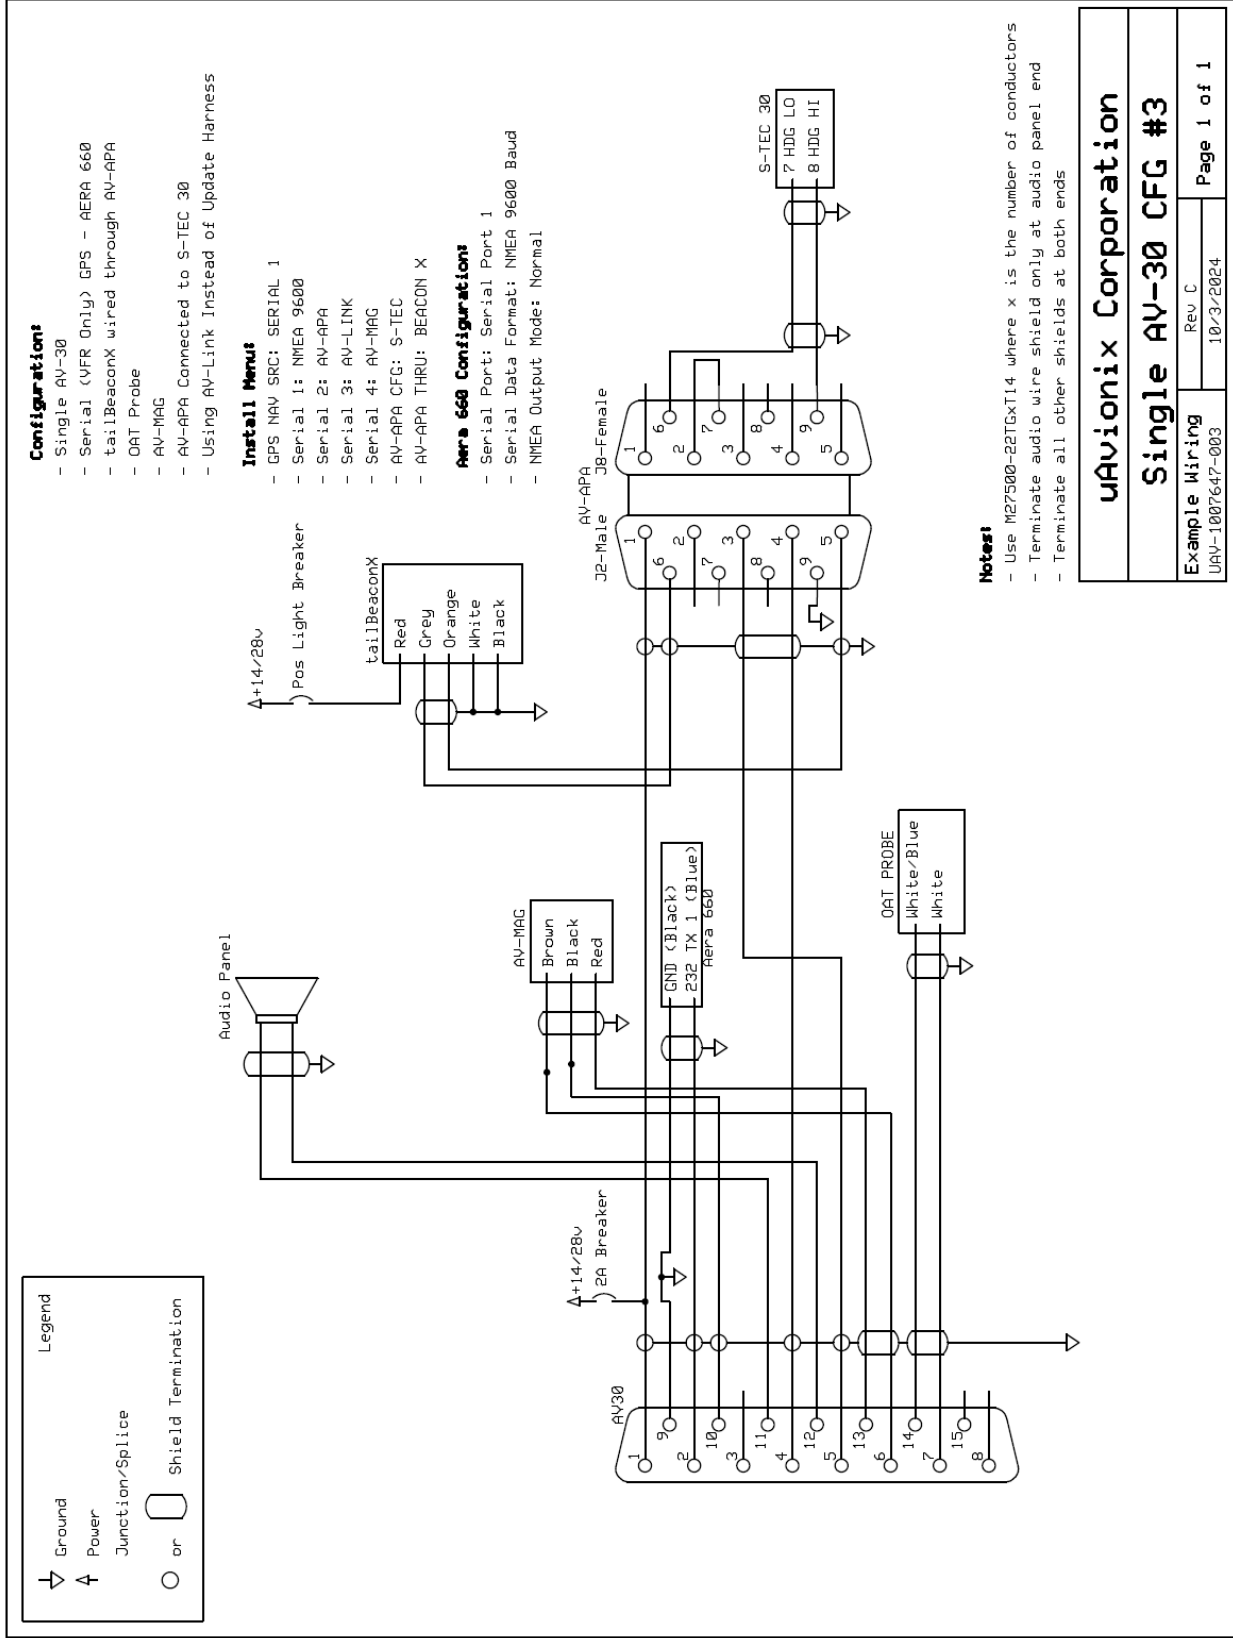 Legend
Ground
Power
Junction/Splice
or Shield Termination
Configuration:
- Single AV-30
- Serial (VFR Only) GPS - AERA 660
- tailBeaconX wired through AV-APA
- OAT Probe
- AV-MAG
- AV-APA Connected to S-TEC 30
- Using AV-Link Instead of Update Harness
Install Menu:
- GPS NAV SRC: SERIAL 1
- Serial 1: NMEA 9600
- Serial 2: AV-APA
- Serial 3: AV-LINK
- Serial 4: AV-MAG
- AV-APA CFG: S-TEC
- AV-APA THRU: BEACON X
Aera 660 Configuration:
- Serial Port: Serial Port 1
- Serial Data Format: NMEA 9600 Baud
- NMEA Output Mode: Normal
Audio Panel
+14/28v
Pos Light Breaker
tailBeaconX
Red
Grey
Orange
White
Black
AV-MAG
Brown
Black
Red
GND (Black)
232 TX 1 (Blue)
Aera 660
+14/28v
2A Breaker
OAT PROBE
White/Blue
White
AV30
1
9
2
10
3
11
4
12
5
13
6
14
7
15
8
AV-APA
J2-Male
1
6
2
7
3
8
4
9
5
J8-Female
1
6
2
7
3
8
4
9
5
S-TEC 30
7 HDG LO
8 HDG HI
Notes:
- Use M27500-22TGxT14 where x is the number of conductors
- Terminate audio wire shield only at audio panel end
- Terminate all other shields at both ends
uAvionix Corporation
Single AV-30 CFG #3
Example Wiring
UAV-1007647-003
Rev C
10/3/2024
Page 1 of 1